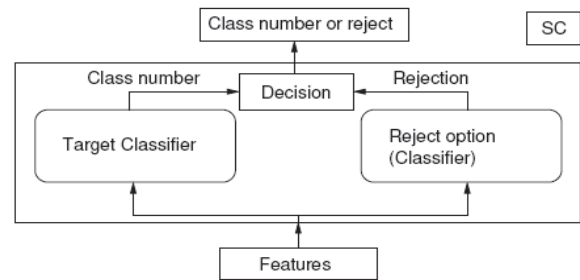 Class number or reject
SC
Class number
Rejection
Decision
Target Classifier
Reject option
(Classifier)
Features